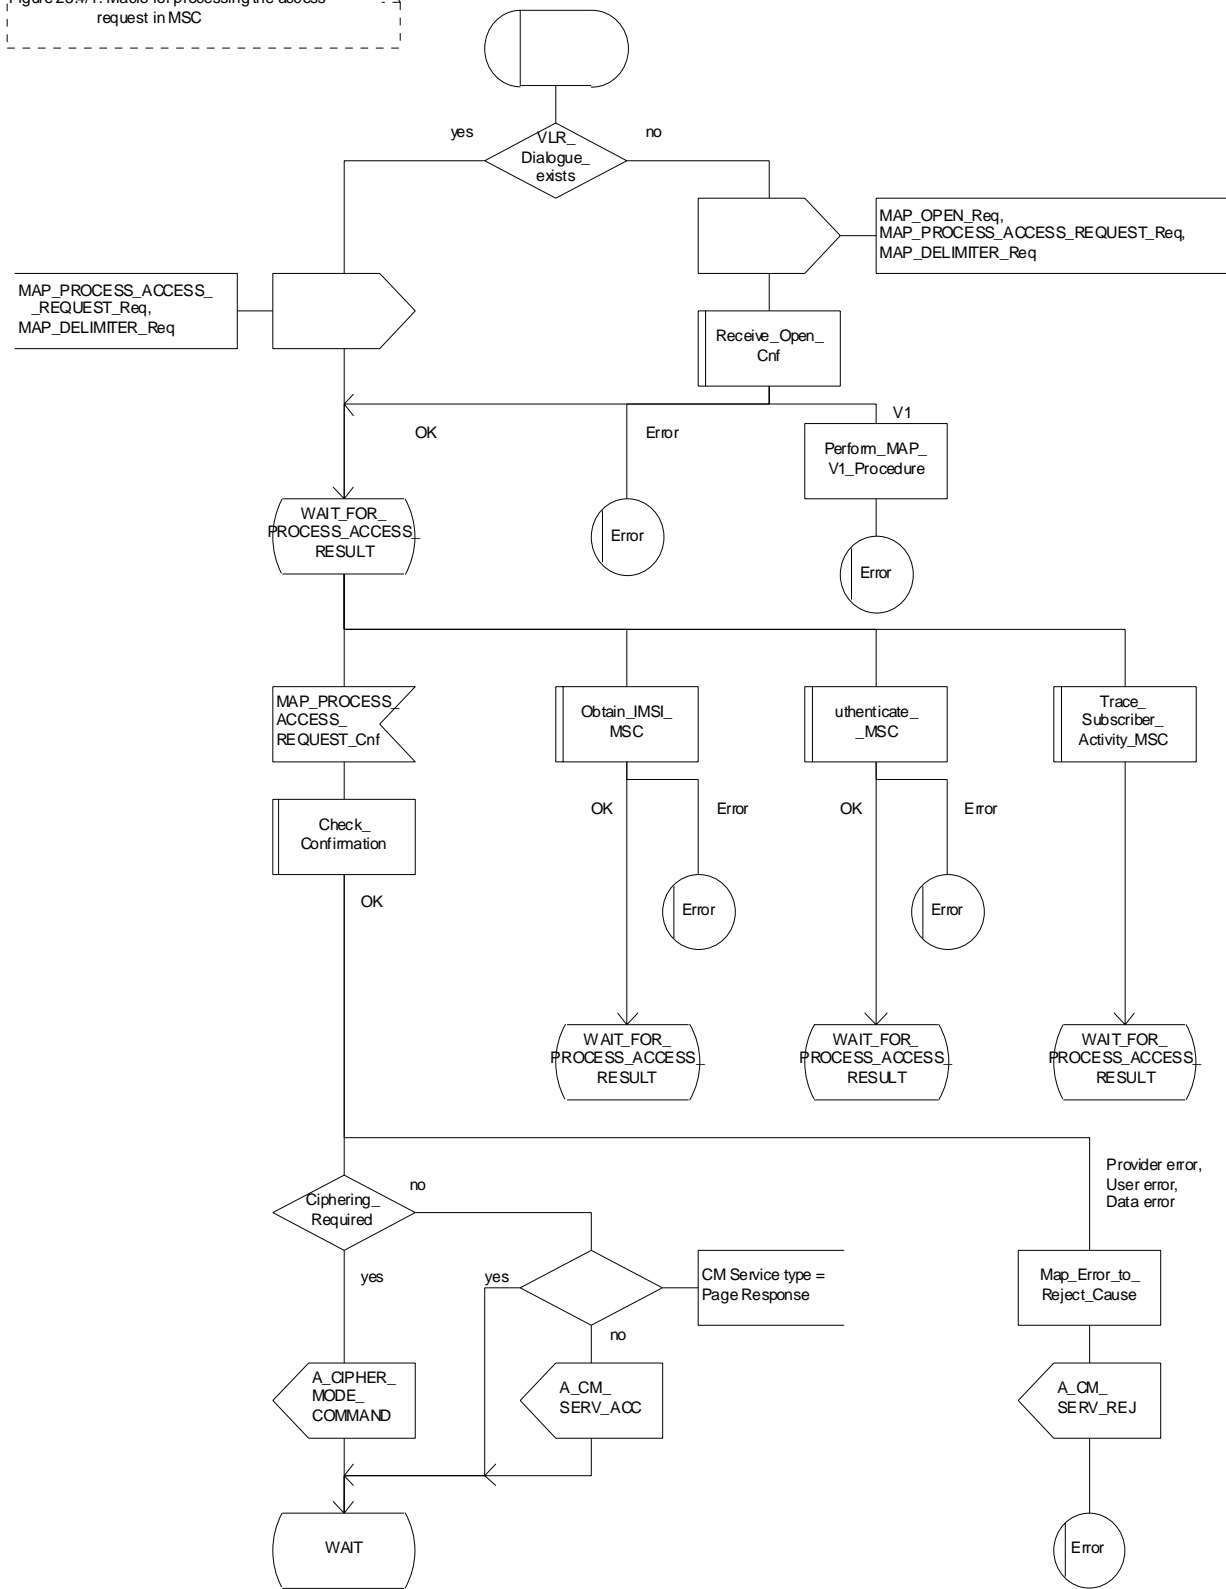 request in MSC
yes
no
VLR_
Dialogue_
exists
MAP_OPEN_Req,
MAP_PROCESS_ACCESS_REQUEST_Req,
MAP_DELIMITER_Req
MAP_PROCESS_ACCESS_
_REQUEST_Req,
MAP_DELIMITER_Req
Receive_Open_
Cnf
OK
Error
V1
Perform_MAP_
V1_Procedure
WAIT_FOR_
PROCESS_ACCESS_
RESULT
Error
Error
MAP_PROCESS_
ACCESS_
REQUEST_Cnf
Obtain_IMSI_
MSC
uthenticate_
_MSC
Trace_
Subscriber_
Activity_MSC
Check_
Confirmation
OK
Error
OK
Error
OK
Error
Error
WAIT_FOR_
PROCESS_ACCESS_
RESULT
WAIT_FOR_
PROCESS_ACCESS_
RESULT
WAIT_FOR_
PROCESS_ACCESS_
RESULT
Provider error,
User error,
Data error
Ciphering_
Required
no
yes
yes
CM Service type =
Page Response
no
Map_Error_to_
Reject_Cause
A_CIPHER_
MODE_
COMMAND
A_CM_
SERV_ACC
A_CM_
SERV_REJ
WAIT
Error